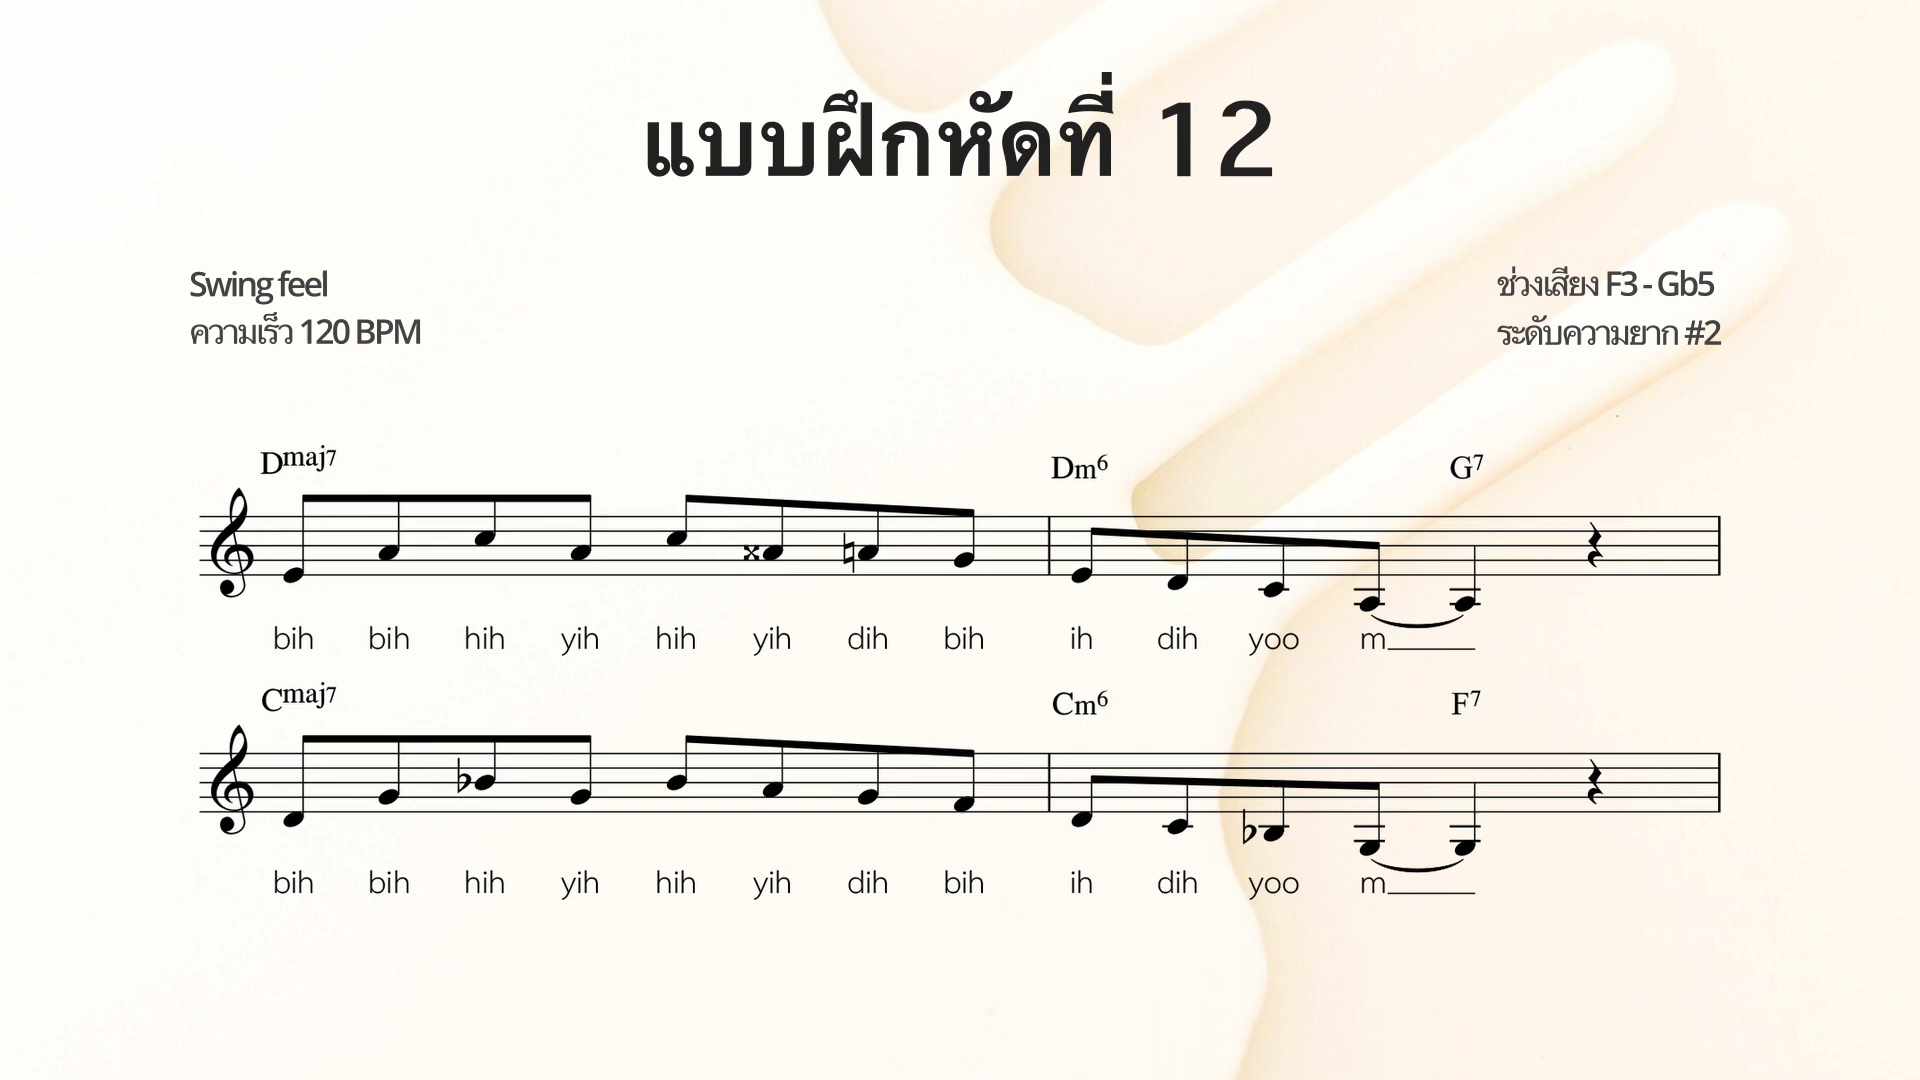 แบบฝึกหัดที่ 12
Swing feel
ความเร็ว 120 BPM
ช่วงเสียง F3 - Gb5
ระดับความยาก #2
Dmaj7 Dm6 G7
bih bih hih yih hih yih dih bih ih dih yoo m
Cmaj7 Cm6 F7
bih bih hih yih hih yih dih bih ih dih yoo m